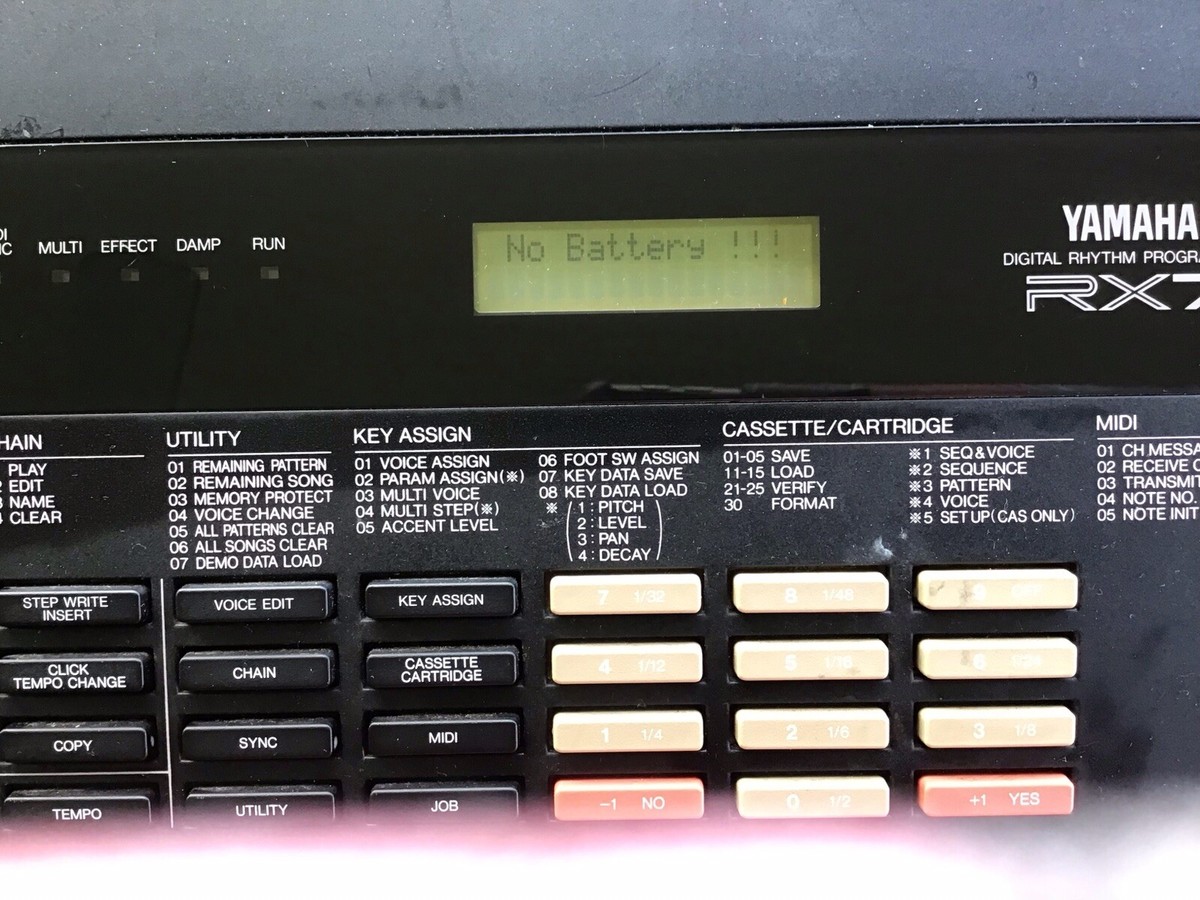 MULTI EFFECT DAMP RUN
No Battery !!!
YAMAHA
DIGITAL RHYTHM PROGRA
RX7
HAIN
PLAY
EDIT
NAME
CLEAR
UTILITY
01 REMAINING PATTERN
02 REMAINING SONG
03 MEMORY PROTECT
04 VOICE CHANGE
05 ALL PATTERNS CLEAR
06 ALL SONGS CLEAR
07 DEMO DATA LOAD
KEY ASSIGN
01 VOICE ASSIGN
02 PARAM ASSIGN(※)
03 MULTI VOICE
04 MULTI STEP(※)
05 ACCENT LEVEL
06 FOOT SW ASSIGN
07 KEY DATA SAVE
08 KEY DATA LOAD
※ (1 : PITCH
2 : LEVEL
3 : PAN
4 : DECAY)
CASSETTE/CARTRIDGE
01-05 SAVE
11-15 LOAD
21-25 VERIFY
30 FORMAT
※1 SEQ&VOICE
※2 SEQUENCE
※3 PATTERN
※4 VOICE
※5 SET UP(CAS ONLY)
MIDI
01 CH MESSA
02 RECEIVE C
03 TRANSMIT
04 NOTE NO.
05 NOTE INIT
STEP WRITE
INSERT
VOICE EDIT
KEY ASSIGN
7 1/32
8 1/48
9
CLICK
TEMPO CHANGE
CHAIN
CASSETTE
CARTRIDGE
4 1/12
5 1/16
6
COPY
SYNC
MIDI
1 1/4
2 1/6
3 1/8
TEMPO
UTILITY
JOB
-1 NO
0 1/2
+1 YES